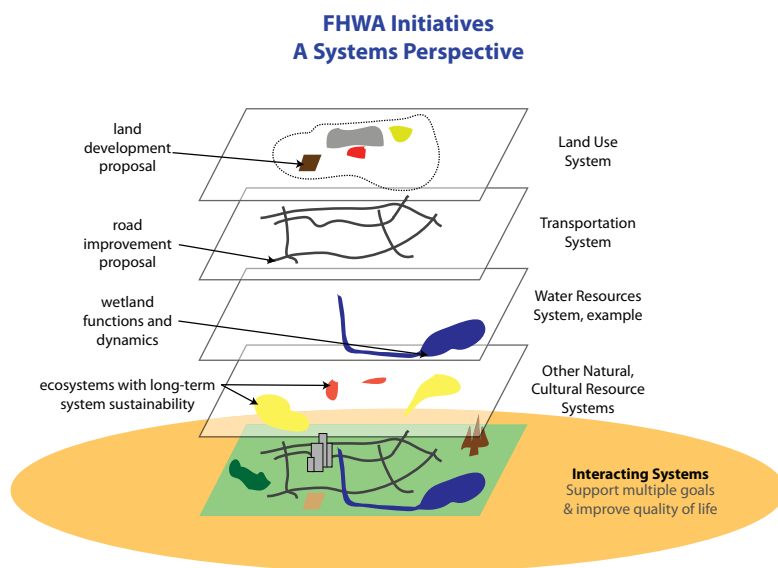 FHWA Initiatives
A Systems Perspective
land
development
proposal
Land Use
System
road
improvement
proposal
Transportation
System
wetland
functions and
dynamics
Water Resources
System, example
ecosystems with long-term
system sustainability
Other Natural,
Cultural Resource
Systems
Interacting Systems
Support multiple goals
& improve quality of life